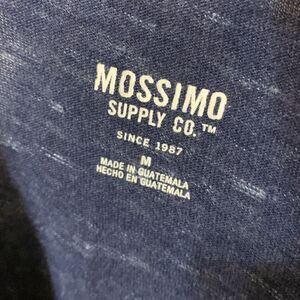 MOSSIMO
SUPPLY CO.™
SINCE 1987
M
MADE IN GUATEMALA
HECHO EN GUATEMALA